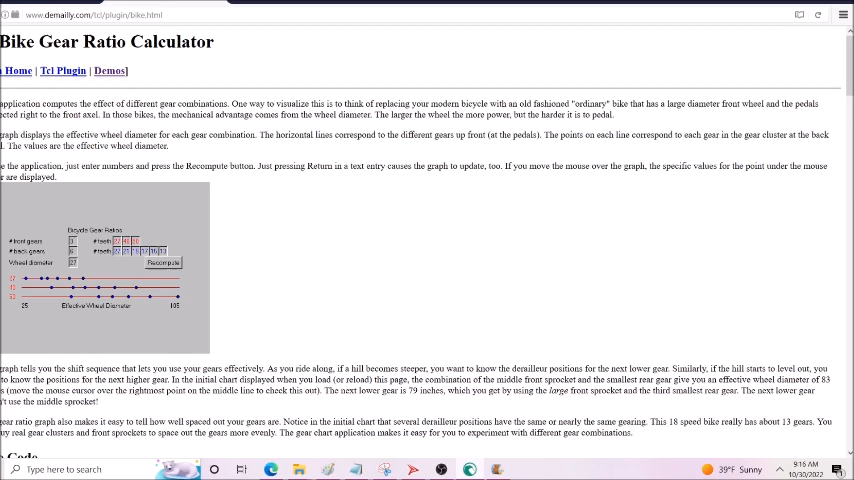 www.demailly.com/tcl/plugin/bike.html
Bike Gear Ratio Calculator
Home | Tcl Plugin | Demos]
application computes the effect of different gear combinations. One way to visualize this is to think of replacing your modern bicycle with an old fashioned "ordinary" bike that has a large diameter front wheel and the pedals
ected right to the front axel. In those bikes, the mechanical advantage comes from the wheel diameter. The larger the wheel the more power, but the harder it is to pedal.
graph displays the effective wheel diameter for each gear combination. The horizontal lines correspond to the different gears up front (at the pedals). The points on each line correspond to each gear in the gear cluster at the back
l. The values are the effective wheel diameter.
e the application, just enter numbers and press the Recompute button. Just pressing Return in a text entry causes the graph to update, too. If you move the mouse over the graph, the specific values for the point under the mouse
r are displayed.
Bicycle Gear Ratios
# front gears 3 # teeth
# back gears 6 # teeth 27 21 18 17 15 13
Wheel diameter 27 Recompute
25 Effective Wheel Diameter 105
graph tells you the shift sequence that lets you use your gears effectively. As you ride along, if a hill becomes steeper, you want to know the derailleur positions for the next lower gear. Similarly, if the hill starts to level out, you
to know the positions for the next higher gear. In the initial chart displayed when you load (or reload) this page, the combination of the middle front sprocket and the smallest rear gear give you an effective wheel diameter of 83
s (move the mouse cursor over the rightmost point on the middle line to check this out). The next lower gear is 79 inches, which you get by using the large front sprocket and the third smallest rear gear. The next lower gear
n't use the middle sprocket!
gear ratio graph also makes it easy to tell how well spaced out your gears are. Notice in the initial chart that several derailleur positions have the same or nearly the same gearing. This 18 speed bike really has about 13 gears. You
uy real gear clusters and front sprockets to space out the gears more evenly. The gear chart application makes it easy for you to experiment with different gear combinations.
Code
Type here to search
39°F Sunny
9:16 AM
10/30/2022